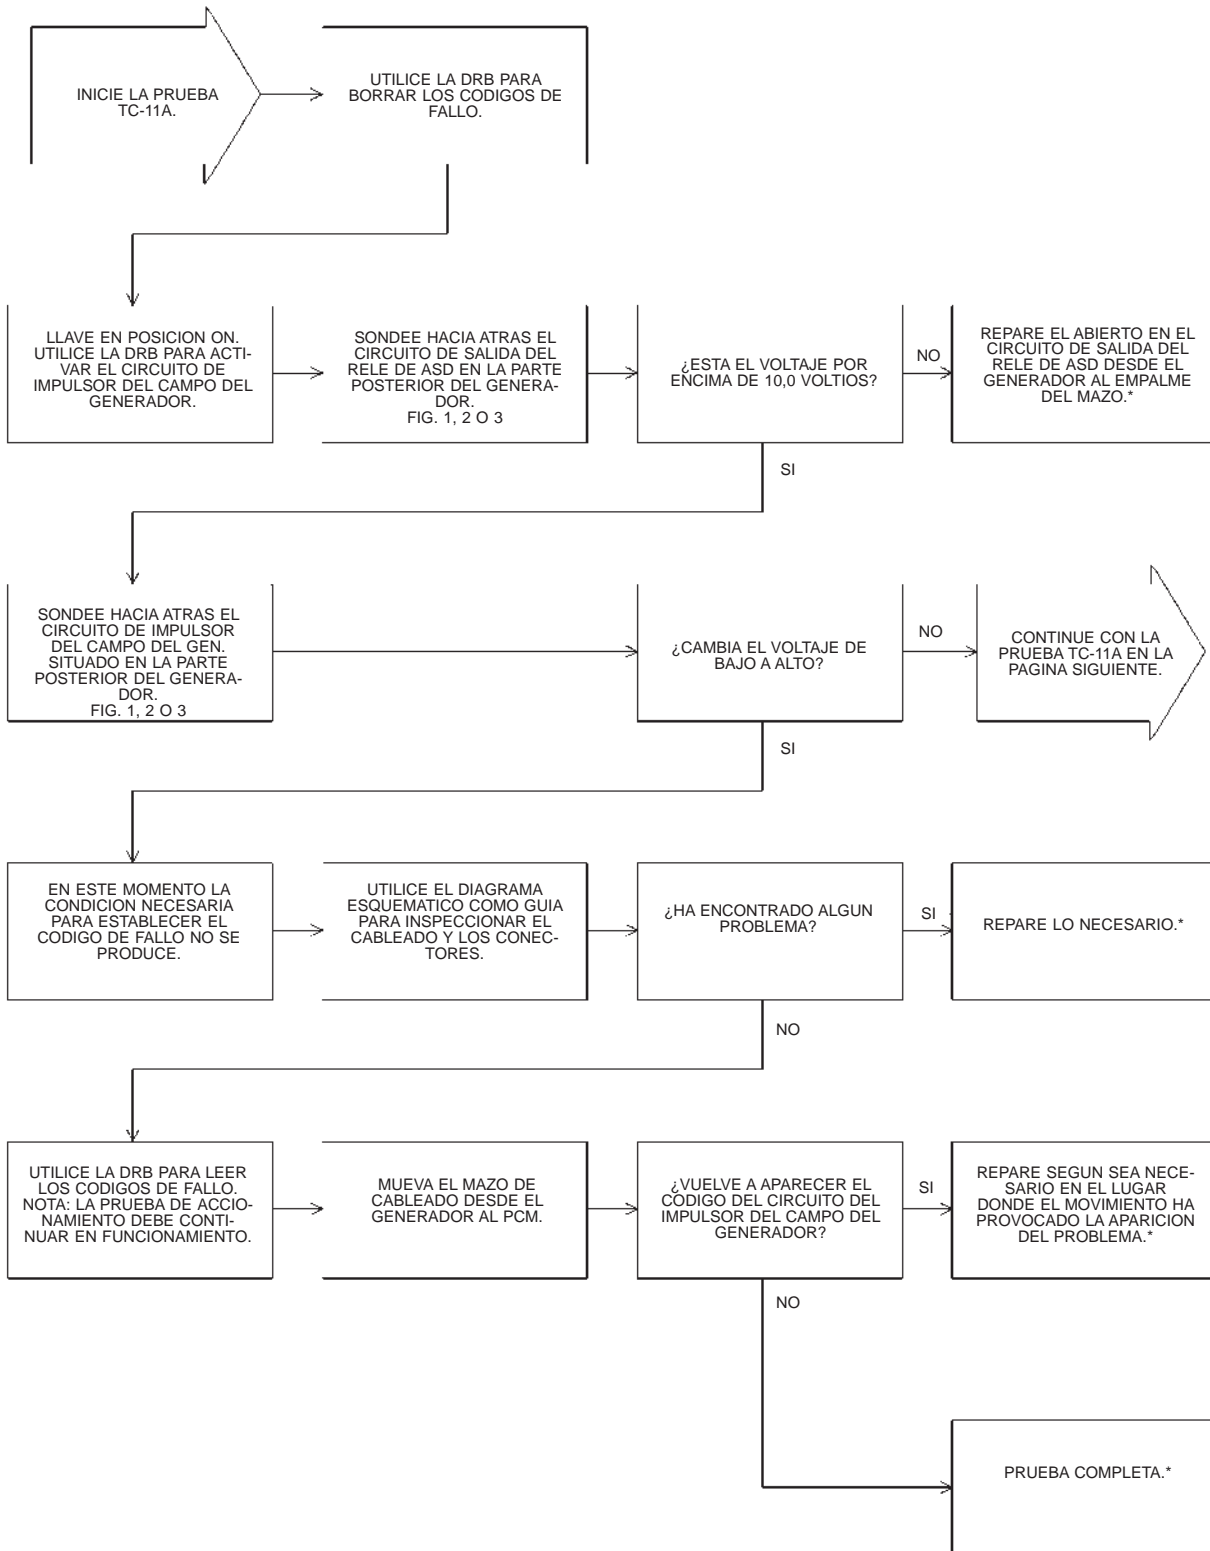 INICIE LA PRUEBA
TC-11A.
UTILICE LA DRB PARA
BORRAR LOS CODIGOS DE
FALLO.
LLAVE EN POSICION ON.
UTILICE LA DRB PARA ACTI-
VAR EL CIRCUITO DE
IMPULSOR DEL CAMPO DEL
GENERADOR.
SONDEE HACIA ATRAS EL
CIRCUITO DE SALIDA DEL
RELE DE ASD EN LA PARTE
POSTERIOR DEL GENERA-
DOR.
FIG. 1, 2 O 3
¿ESTA EL VOLTAJE POR
ENCIMA DE 10,0 VOLTIOS?
NO
REPARE EL ABIERTO EN EL
CIRCUITO DE SALIDA DEL
RELE DE ASD DESDE EL
GENERADOR AL EMPALME
DEL MAZO.*
SI
SONDEE HACIA ATRAS EL
CIRCUITO DE IMPULSOR
DEL CAMPO DEL GEN.
SITUADO EN LA PARTE
POSTERIOR DEL GENERA-
DOR.
FIG. 1, 2 O 3
¿CAMBIA EL VOLTAJE DE
BAJO A ALTO?
NO
CONTINUE CON LA
PRUEBA TC-11A EN LA
PAGINA SIGUIENTE.
SI
EN ESTE MOMENTO LA
CONDICION NECESARIA
PARA ESTABLECER EL
CODIGO DE FALLO NO SE
PRODUCE.
UTILICE EL DIAGRAMA
ESQUEMATICO COMO GUIA
PARA INSPECCIONAR EL
CABLEADO Y LOS CONEC-
TORES.
¿HA ENCONTRADO ALGUN
PROBLEMA?
SI
REPARE LO NECESARIO.*
NO
UTILICE LA DRB PARA LEER
LOS CODIGOS DE FALLO.
NOTA: LA PRUEBA DE ACCIO-
NAMIENTO DEBE CONTI-
NUAR EN FUNCIONAMIENTO.
MUEVA EL MAZO DE
CABLEADO DESDE EL
GENERADOR AL PCM.
¿VUELVE A APARECER EL
CODIGO DEL CIRCUITO DEL
IMPULSOR DEL CAMPO DEL
GENERADOR?
SI
REPARE SEGUN SEA NECE-
SARIO EN EL LUGAR
DONDE EL MOVIMIENTO HA
PROVOCADO LA APARICION
DEL PROBLEMA.*
NO
PRUEBA COMPLETA.*